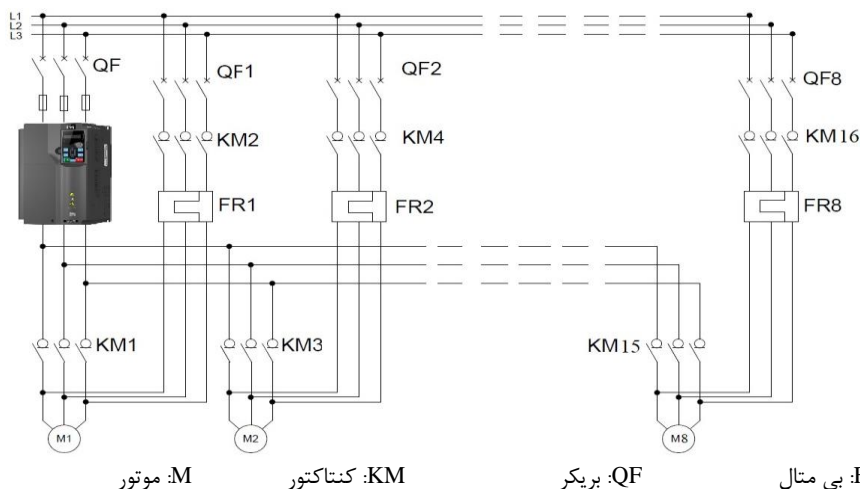 L1
L2
L3
QF
QF1
QF2
QF8
KM2
KM4
KM16
FR1
FR2
FR8
KM1
KM3
KM15
M1
M2
M8
M: موتور
KM: کنتاکتور
QF: بریکر
: بی متال